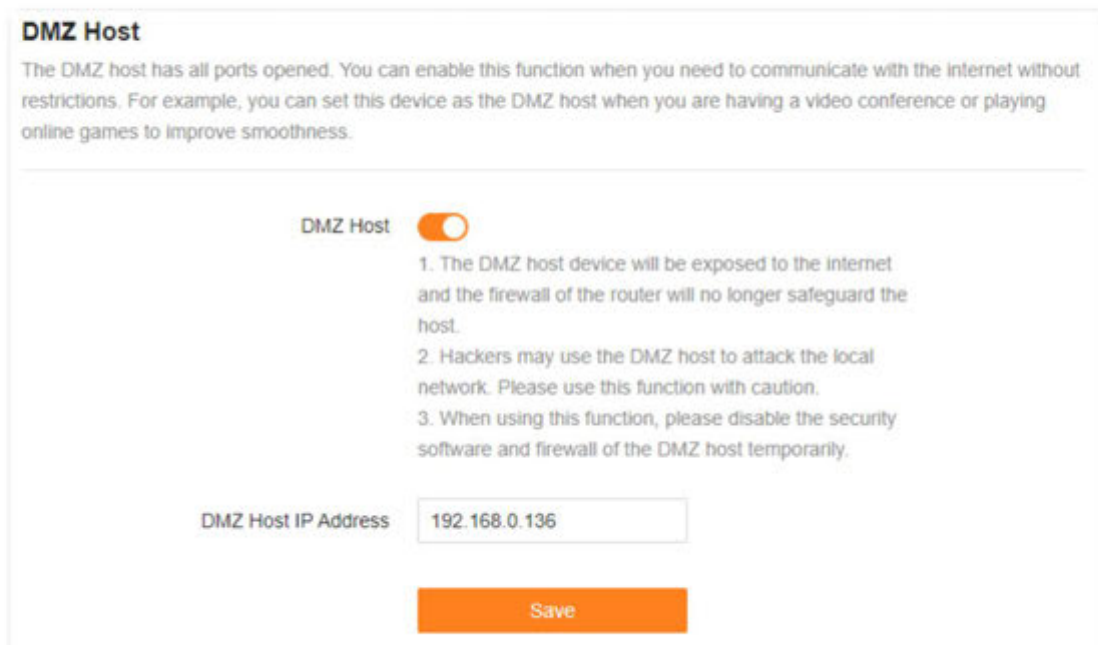 DMZ Host
The DMZ host has all ports opened. You can enable this function when you need to communicate with the internet without
restrictions. For example, you can set this device as the DMZ host when you are having a video conference or playing
online games to improve smoothness.
DMZ Host
1. The DMZ host device will be exposed to the internet
and the firewall of the router will no longer safeguard the
host.
2. Hackers may use the DMZ host to attack the local
network. Please use this function with caution.
3. When using this function, please disable the security
software and firewall of the DMZ host temporarily.
DMZ Host IP Address 192.168.0.136
Save